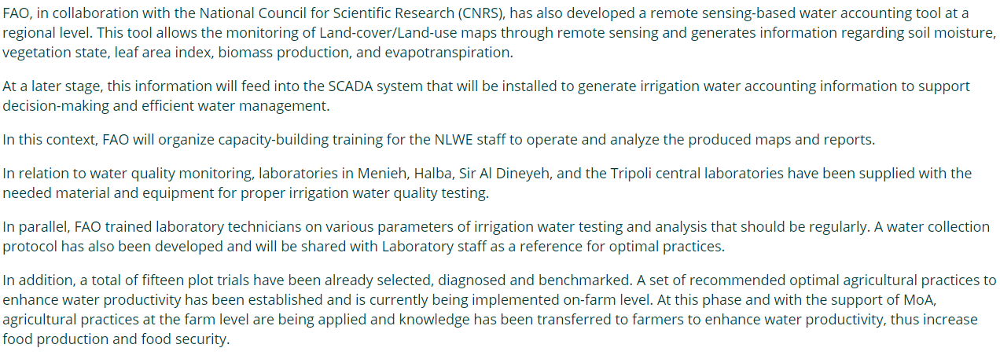 FAO, in collaboration with the National Council for Scientific Research (CNRS), has also developed a remote sensing-based water accounting tool at a
regional level. This tool allows the monitoring of Land-cover/Land-use maps through remote sensing and generates information regarding soil moisture,
vegetation state, leaf area index, biomass production, and evapotranspiration.
At a later stage, this information will feed into the SCADA system that will be installed to generate irrigation water accounting information to support
decision-making and efficient water management.
In this context, FAO will organize capacity-building training for the NLWE staff to operate and analyze the produced maps and reports.
In relation to water quality monitoring, laboratories in Menieh, Halba, Sir Al Dineyeh, and the Tripoli central laboratories have been supplied with the
needed material and equipment for proper irrigation water quality testing.
In parallel, FAO trained laboratory technicians on various parameters of irrigation water testing and analysis that should be regularly. A water collection
protocol has also been developed and will be shared with Laboratory staff as a reference for optimal practices.
In addition, a total of fifteen plot trials have been already selected, diagnosed and benchmarked. A set of recommended optimal agricultural practices to
enhance water productivity has been established and is currently being implemented on-farm level. At this phase and with the support of MoA,
agricultural practices at the farm level are being applied and knowledge has been transferred to farmers to enhance water productivity, thus increase
food production and food security.